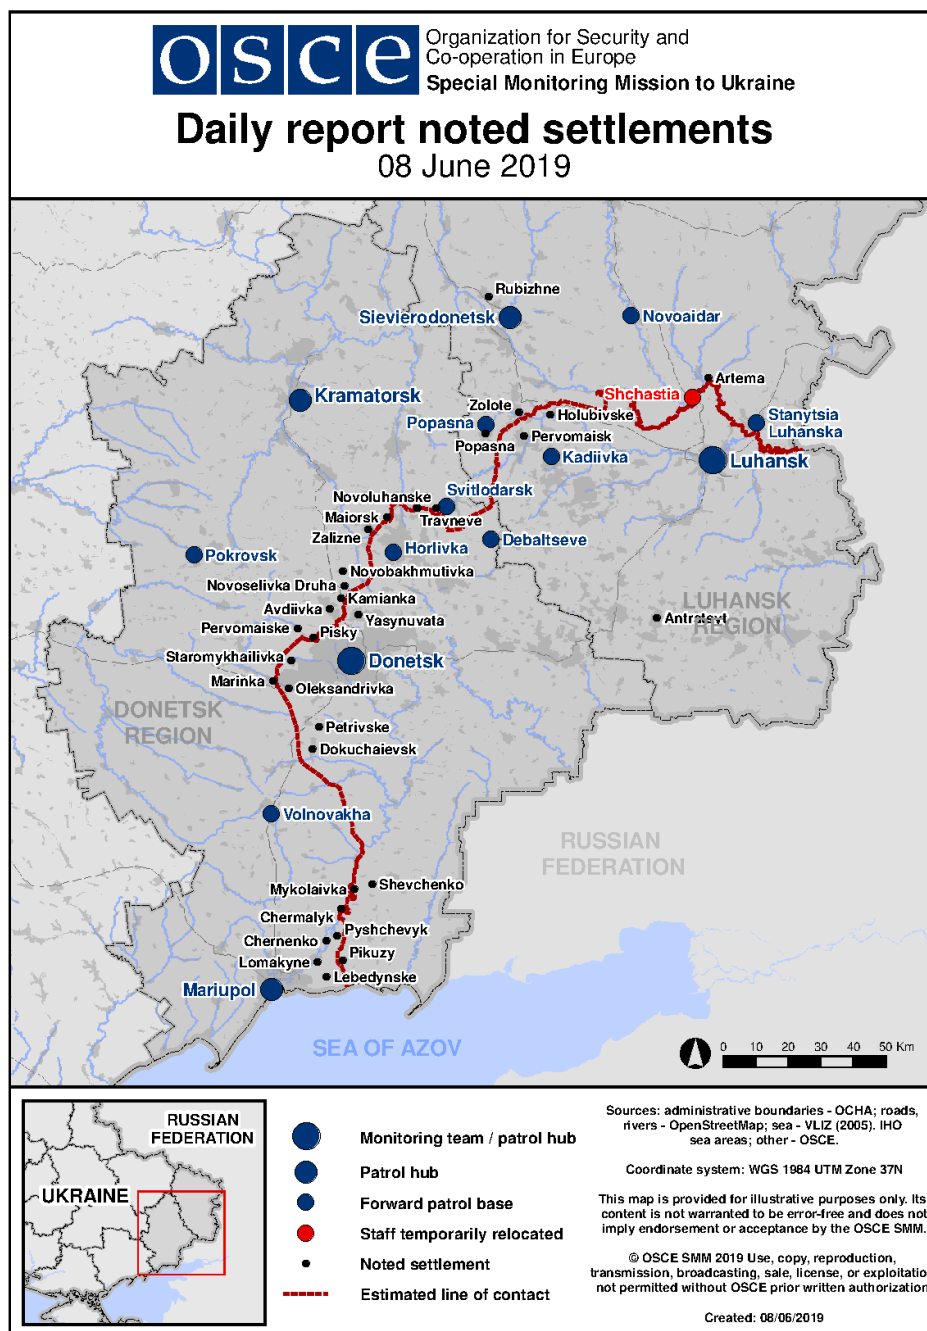 osce
Organization for Security and
Co-operation in Europe
Special Monitoring Mission to Ukraine
Daily report noted settlements
08 June 2019
Rubizhne
Sievierodonetsk
Novoaidar
Artema
Shchastia
Kramatorsk
Zolote
Holubivske
Popasna
Stanytsia
Luhanska
Popasna
Pervomaisk
Kadiivka
Luhansk
Novoluhanske
Svitlodarsk
Maiorsk
Travneve
Zalizne
Horlivka
Debaltseve
Pokrovsk
Novobakhmutivka
Novoselivka Druha
Kamianka
Avdiivka
Yasynuvata
LUHANSK
REGION
Antratsyt
Pervomaiske
Pisky
Staromykhailivka
Donetsk
Marinka
Oleksandrivka
DONETSK
REGION
Petrivske
Dokuchaievsk
Volnovakha
RUSSIAN
FEDERATION
Mykolaivka
Shevchenko
Chermalyk
Pyshchevyk
Chernenko
Lomakyne
Pikuzy
Lebedynske
Mariupol
SEA OF AZOV
0 10 20 30 40 50 Km
RUSSIAN
FEDERATION
UKRAINE
Monitoring team / patrol hub
Patrol hub
Forward patrol base
Staff temporarily relocated
Noted settlement
Estimated line of contact
Sources: administrative boundaries - OCHA; roads,
rivers - OpenStreetMap; sea - VLIZ (2005). IHO
sea areas; other - OSCE.
Coordinate system: WGS 1984 UTM Zone 37N
This map is provided for illustrative purposes only. Its
content is not warranted to be error-free and does not
imply endorsement or acceptance by the OSCE SMM.
© OSCE SMM 2019 Use, copy, reproduction,
transmission, broadcasting, sale, license, or exploitatio
not permitted without OSCE prior written authorization
Created: 08/06/2019